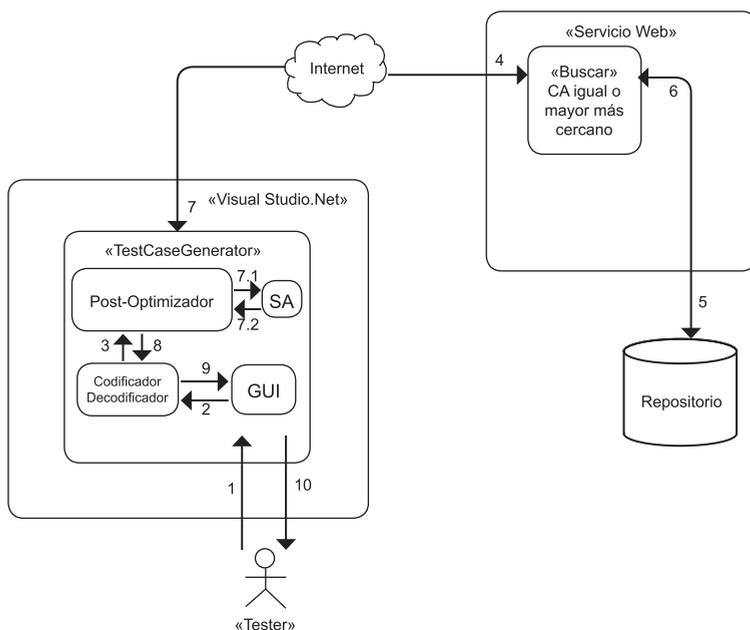 «Servicio Web»
Internet
4
«Buscar»
CA igual o
mayor más
cercano
6
7
«Visual Studio.Net»
«TestCaseGenerator»
Post-Optimizador
7.1
SA
7.2
5
3
8
Codificador
Decodificador
9
2
GUI
Repositorio
1
10
«Tester»